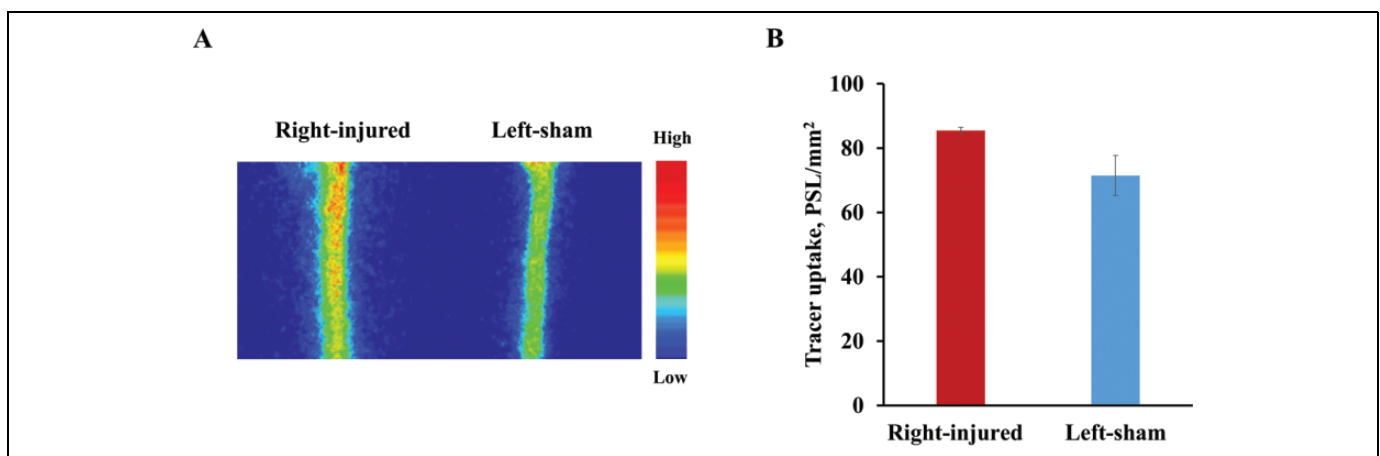 A
Right-injured
Left-sham
High
Low
B
Tracer uptake, PSL/mm²
100
80
60
40
20
0
Right-injured
Left-sham